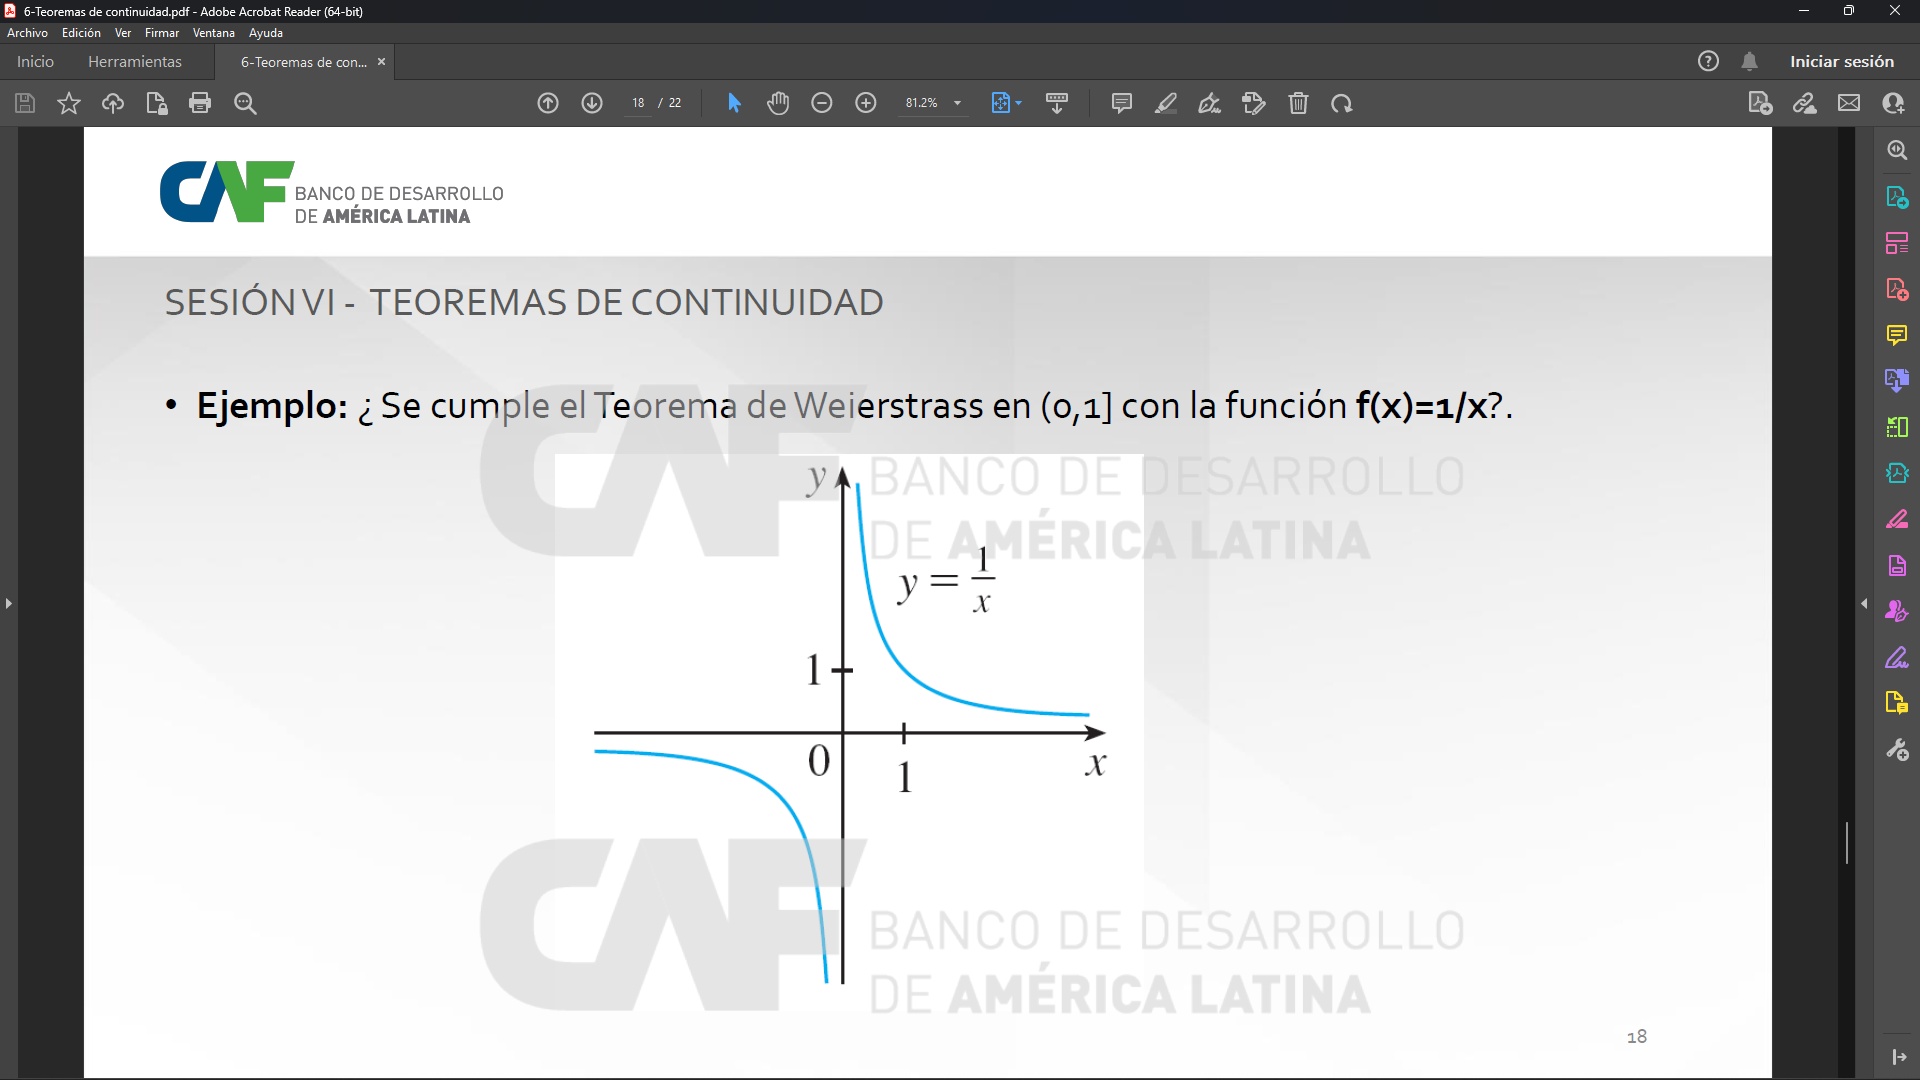 6-Teoremas de continuidad.pdf - Adobe Acrobat Reader (64-bit)
Archivo Edición Ver Firmar Ventana Ayuda
Inicio Herramientas 6-Teoremas de con... × Iniciar sesión
18 / 22 81.2%
CAF BANCO DE DESARROLLO
DE AMÉRICA LATINA
SESIÓN VI - TEOREMAS DE CONTINUIDAD
• Ejemplo: ¿ Se cumple el Teorema de Weierstrass en (0,1] con la función f(x)=1/x?.
CAF BANCO DE DESARROLLO
DE AMÉRICA LATINA
y
y = 1/x
1
0
1
x
CAF BANCO DE DESARROLLO
DE AMÉRICA LATINA
18